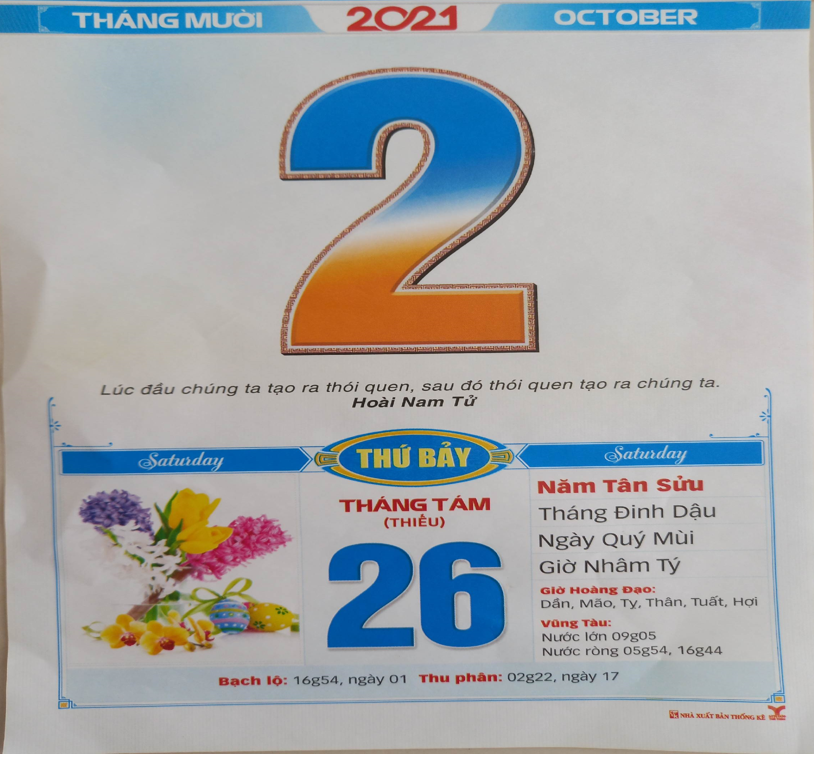 THÁNG MƯỜI 2021 OCTOBER
2
Lúc đầu chúng ta tạo ra thói quen, sau đó thói quen tạo ra chúng ta.
Hoài Nam Tử
Saturday THỨ BẢY Saturday
THÁNG TÁM
(THIẾU)
26
Năm Tân Sửu
Tháng Đinh Dậu
Ngày Quý Mùi
Giờ Nhâm Tý
Giờ Hoàng Đạo:
Dần, Mão, Tỵ, Thân, Tuất, Hợi
Vũng Tàu:
Nước lớn 09g05
Nước ròng 05g54, 16g44
Bạch lộ: 16g54, ngày 01 Thu phân: 02g22, ngày 17
NHÀ XUẤT BẢN THỐNG KÊ